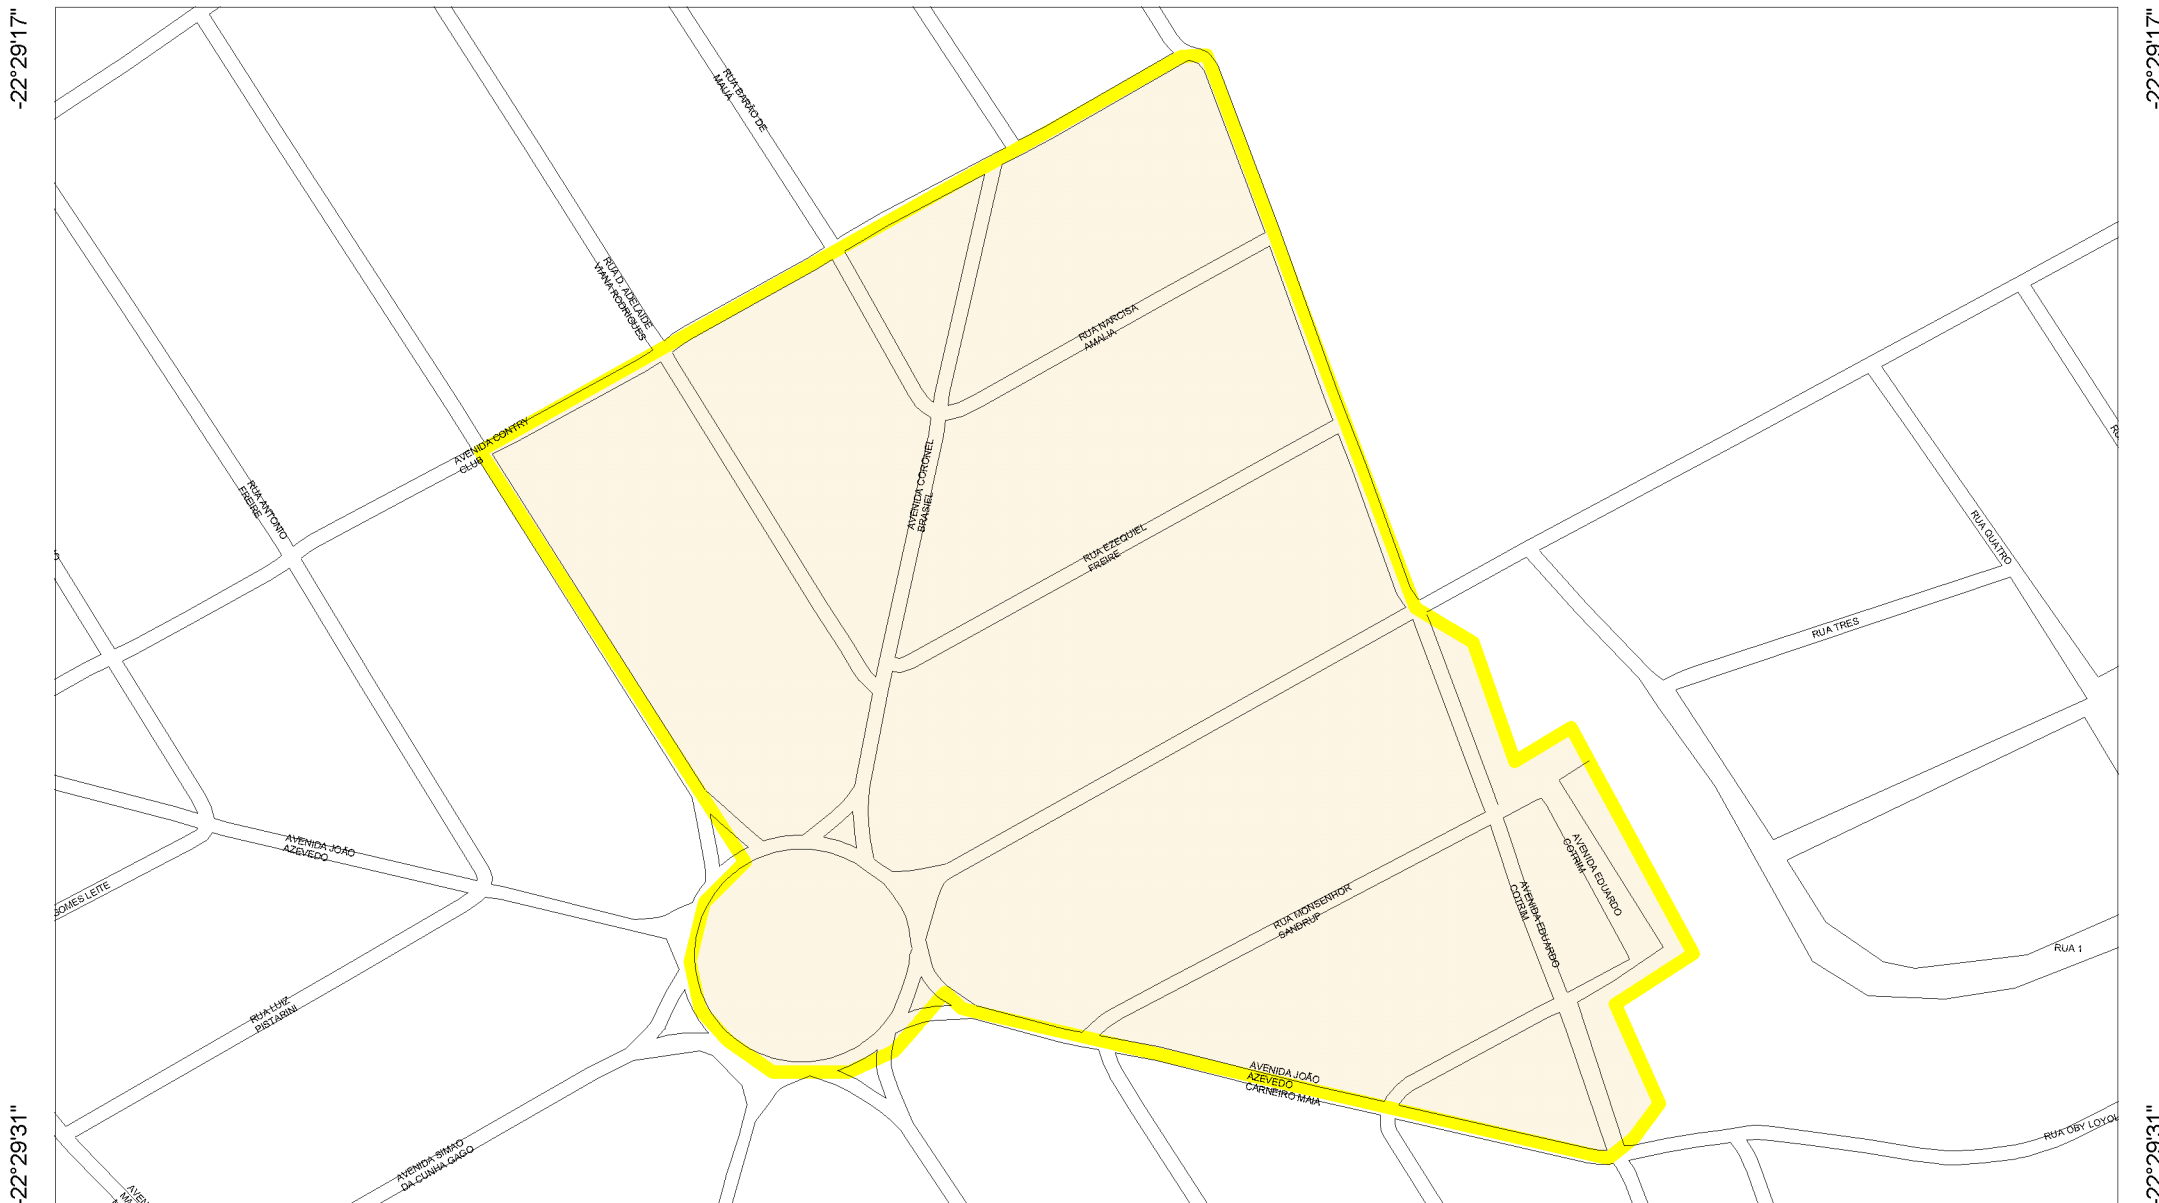 -22°29'17"
-22°29'17"
RUA BARÃO DE
MAUÁ
RUA D. ADELAIDE
VIANA RODRIGUES
RUA NARCISA
AMALIA
AVENIDA CONTRY
CLUB
RUA ANTONIO
FREIRE
AVENIDA CORONEL
BRASIEL
RUA EZEQUIEL
FREIRE
RUA QUATRO
RUA TRES
AVENIDA JOÃO
AZEVEDO
GOMES LEITE
AVENIDA EDUARDO
COTRIM
AVENIDA EDUARDO
COTRIM
RUA MONSENHOR
SANDRUP
RUA 1
RUA LUIZ
PISTARINI
AVENIDA JOÃO
AZEVEDO
CARNEIRO MAIA
AVENIDA SIMAO
DA CUNHA GAGO
RUA OBY LOYOL
-22°29'31"
-22°29'31"